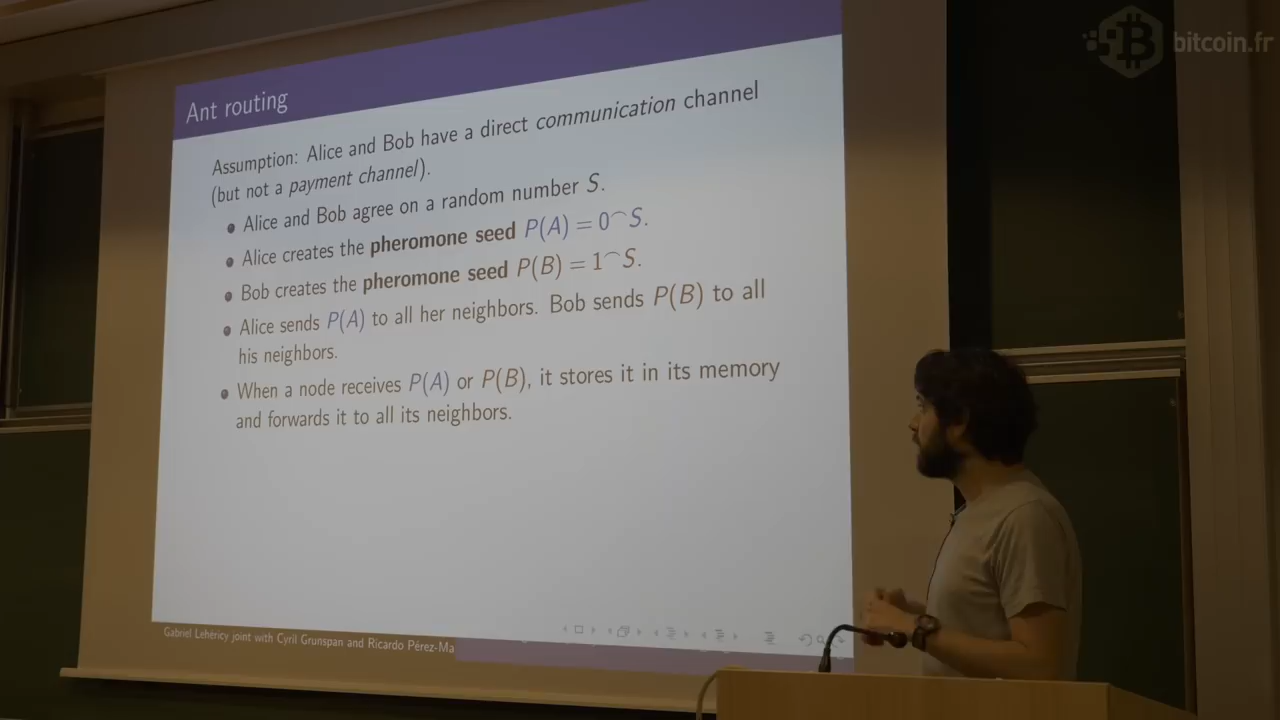 bitcoin.fr
Ant routing
Assumption: Alice and Bob have a direct communication channel
(but not a payment channel).
Alice and Bob agree on a random number S.
Alice creates the pheromone seed P(A) = 0⌢S.
Bob creates the pheromone seed P(B) = 1⌢S.
Alice sends P(A) to all her neighbors. Bob sends P(B) to all
his neighbors.
When a node receives P(A) or P(B), it stores it in its memory
and forwards it to all its neighbors.
Gabriel Lehéricy joint with Cyril Grunspan and Ricardo Pérez-Ma